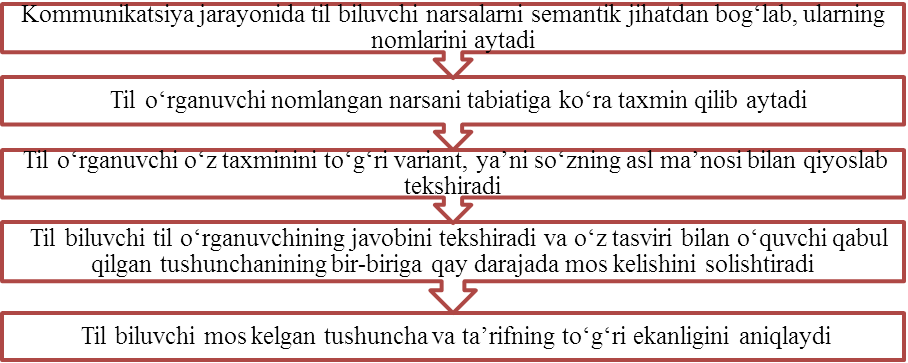 Kommunikatsiya jarayonida til biluvchi narsalarni semantik jihatdan bog‘lab, ularning
nomlarini aytadi
Til o‘rganuvchi nomlangan narsani tabiatiga ko‘ra taxmin qilib aytadi
Til o‘rganuvchi o‘z taxminini to‘g‘ri variant, ya’ni so‘zning asl ma’nosi bilan qiyoslab
tekshiradi
Til biluvchi til o‘rganuvchining javobini tekshiradi va o‘z tasviri bilan o‘quvchi qabul
qilgan tushunchanining bir-biriga qay darajada mos kelishini solishtiradi
Til biluvchi mos kelgan tushuncha va ta’rifning to‘g‘ri ekanligini aniqlaydi